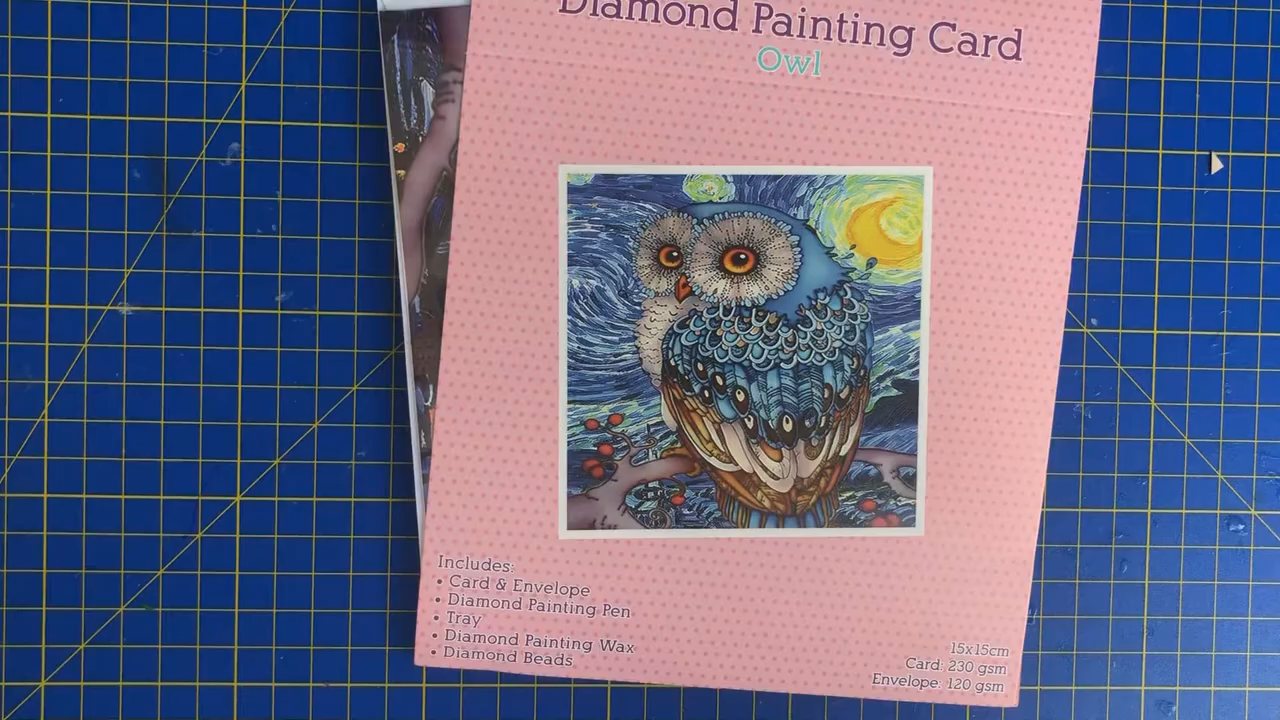 Diamond Painting Card
Owl
Includes:
• Card & Envelope
• Diamond Painting Pen
• Tray
• Diamond Painting Wax
• Diamond Beads
15x15cm
Card: 230 gsm
Envelope: 120 gsm